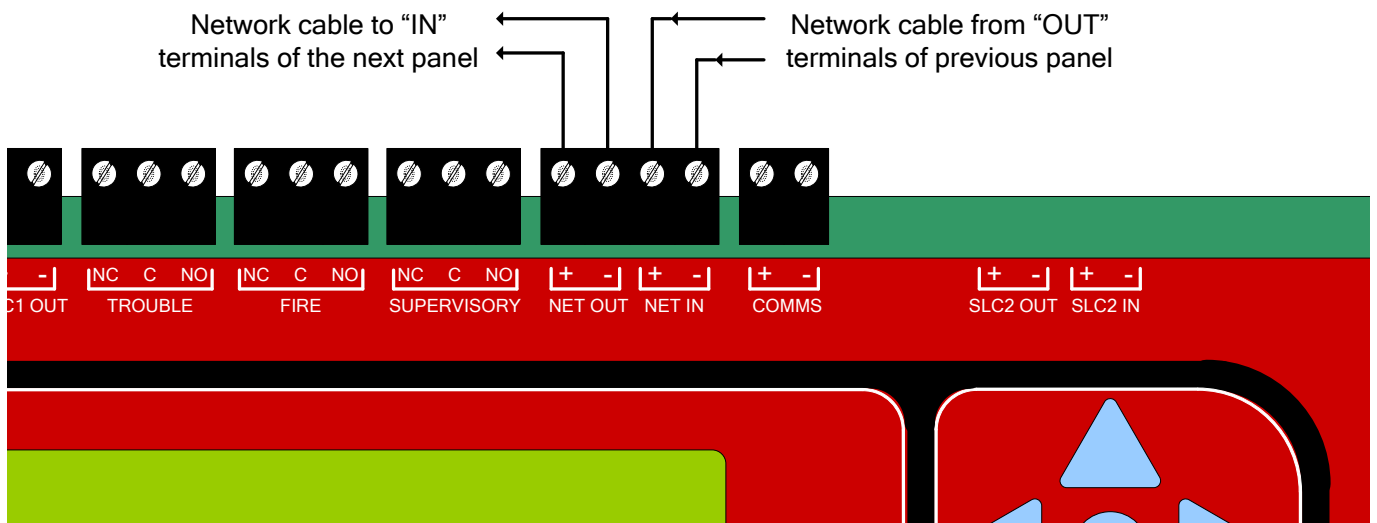 Network cable to “IN”
terminals of the next panel
Network cable from “OUT”
terminals of previous panel
-
C1 OUT
NC C NO
TROUBLE
NC C NO
FIRE
NC C NO
SUPERVISORY
+ -
NET OUT
+ -
NET IN
+ -
COMMS
+ -
SLC2 OUT
+ -
SLC2 IN